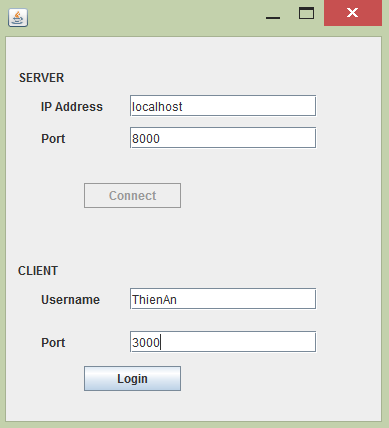 SERVER
IP Address localhost
Port 8000
Connect
CLIENT
Username ThienAn
Port 3000
Login